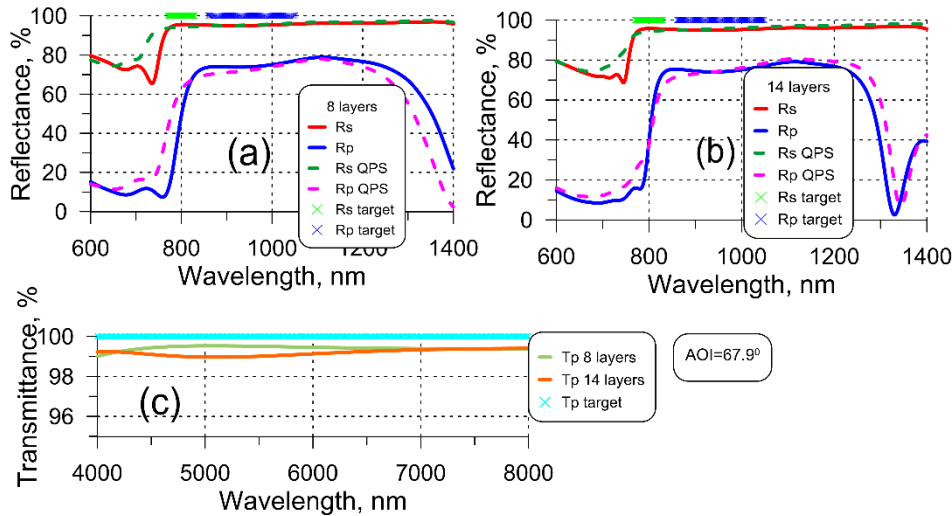 100
80
60
40
20
0
Reflectance, %
600
800
1000
1200
1400
Wavelength, nm
(a)
8 layers
Rs
Rp
Rs QPS
Rp QPS
Rs target
Rp target
100
80
60
40
20
0
Reflectance, %
600
800
1000
1200
1400
Wavelength, nm
(b)
14 layers
Rs
Rp
Rs QPS
Rp QPS
Rs target
Rp target
100
98
96
Transmittance, %
4000
5000
6000
7000
8000
Wavelength, nm
(c)
Tp 8 layers
Tp 14 layers
Tp target
AOI=67.9⁰